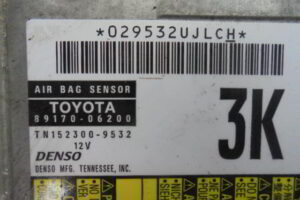 *029532UJLCH*
AIR BAG SENSOR
TOYOTA
89170-06200
3K
TN152300-9532
12V
DENSO
DENSO MFG. TENNESSEE, INC.